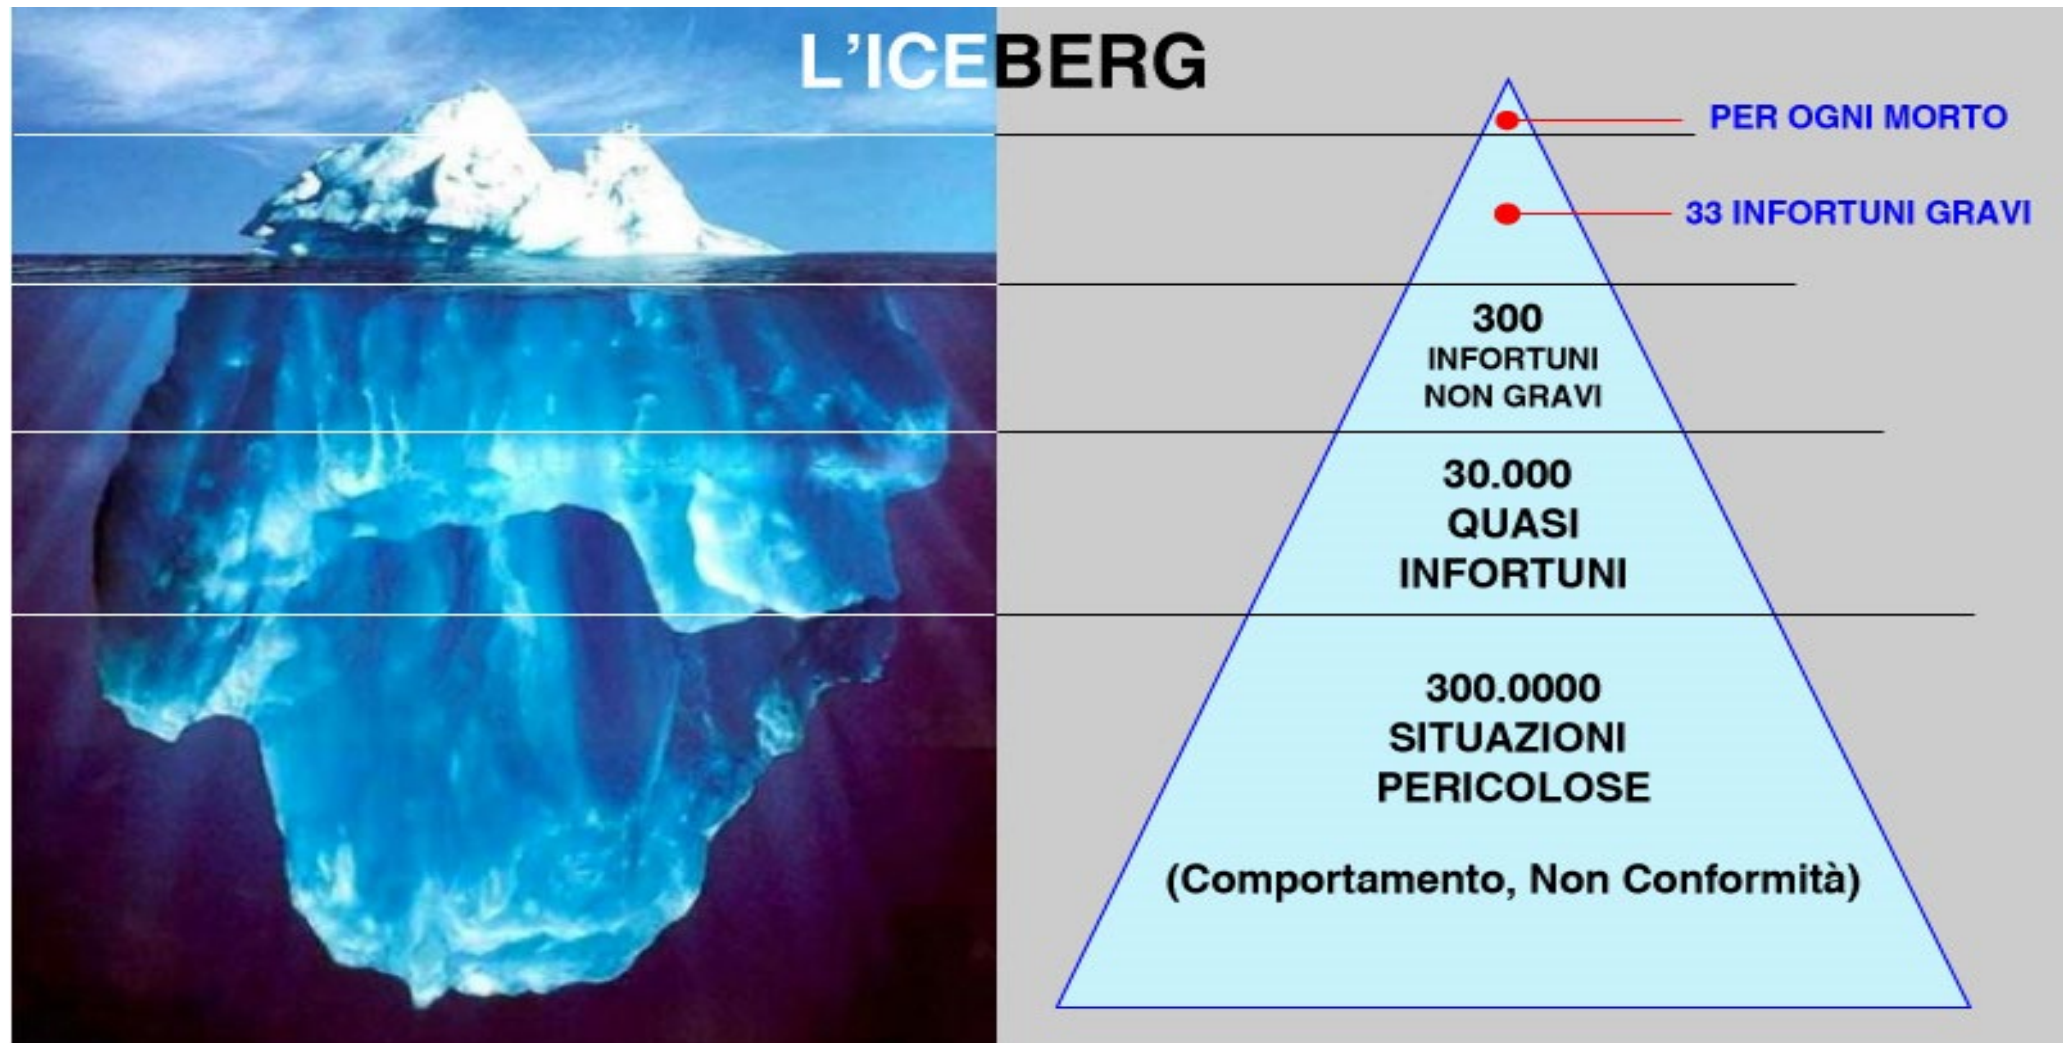 L'ICEBERG
PER OGNI MORTO
33 INFORTUNI GRAVI
300
INFORTUNI
NON GRAVI
30.000
QUASI
INFORTUNI
300.0000
SITUAZIONI
PERICOLOSE
(Comportamento, Non Conformità)